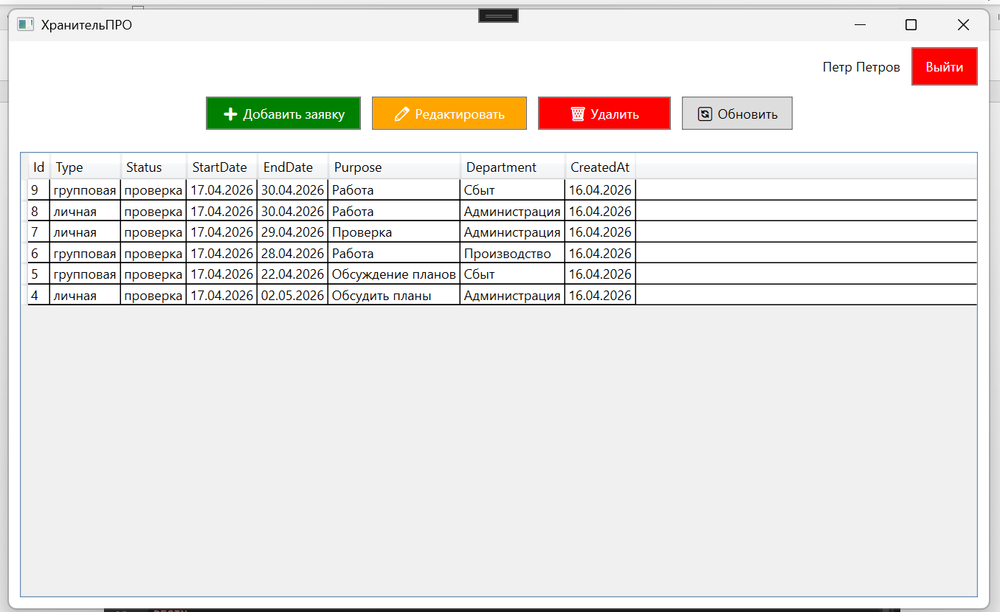 ХранительПРО
Петр Петров Выйти
Добавить заявку Редактировать Удалить Обновить
Id Type Status StartDate EndDate Purpose Department CreatedAt
9 групповая проверка 17.04.2026 30.04.2026 Работа Сбыт 16.04.2026
8 личная проверка 17.04.2026 30.04.2026 Работа Администрация 16.04.2026
7 личная проверка 17.04.2026 29.04.2026 Проверка Администрация 16.04.2026
6 групповая проверка 17.04.2026 28.04.2026 Работа Производство 16.04.2026
5 групповая проверка 17.04.2026 22.04.2026 Обсуждение планов Сбыт 16.04.2026
4 личная проверка 17.04.2026 02.05.2026 Обсудить планы Администрация 16.04.2026